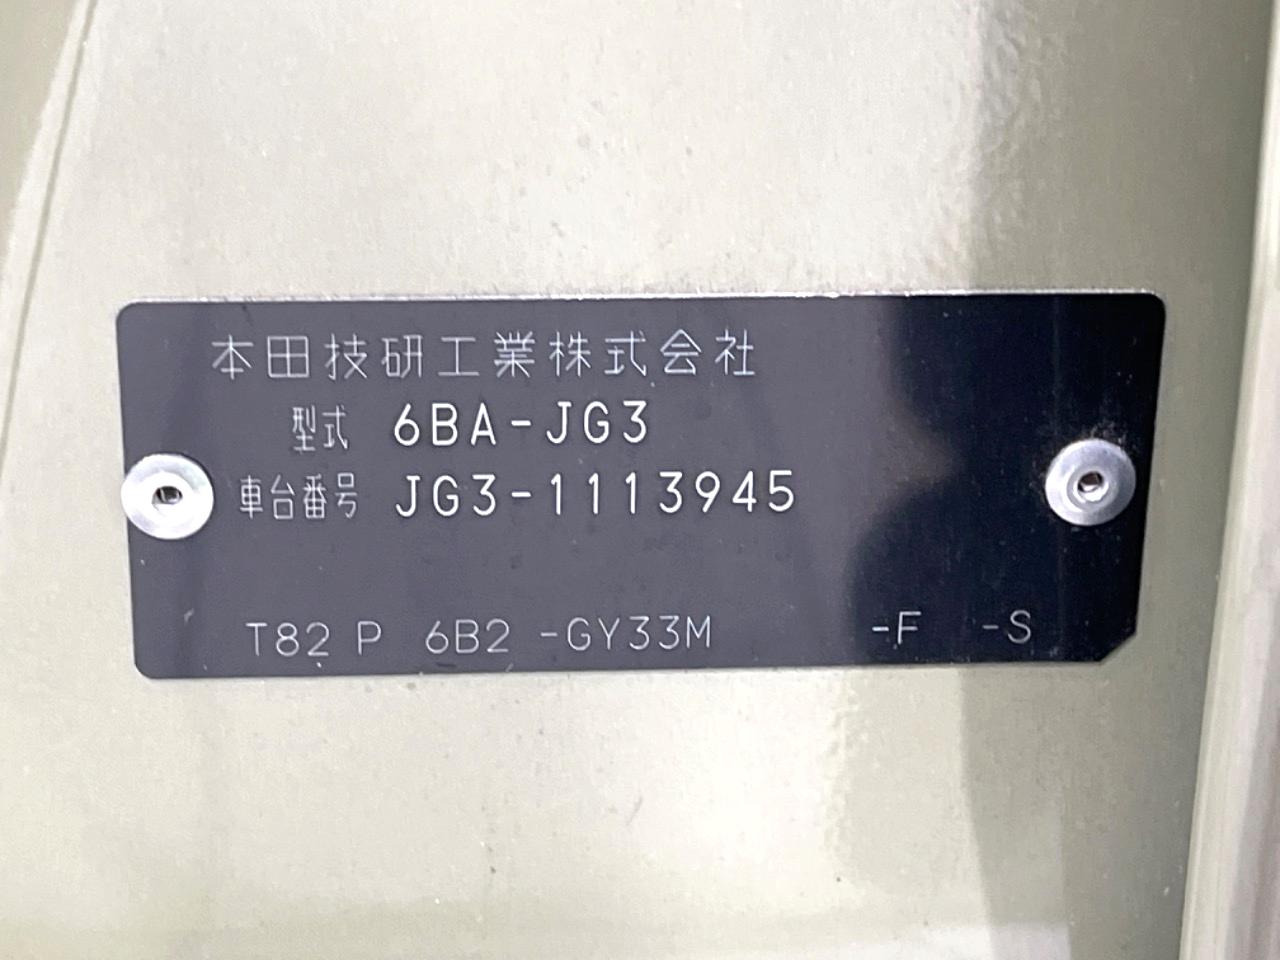 本田技研工業株式会社
型式 6BA-JG3
車台番号 JG3-1113945
T82 P 6B2 -GY33M -F -S